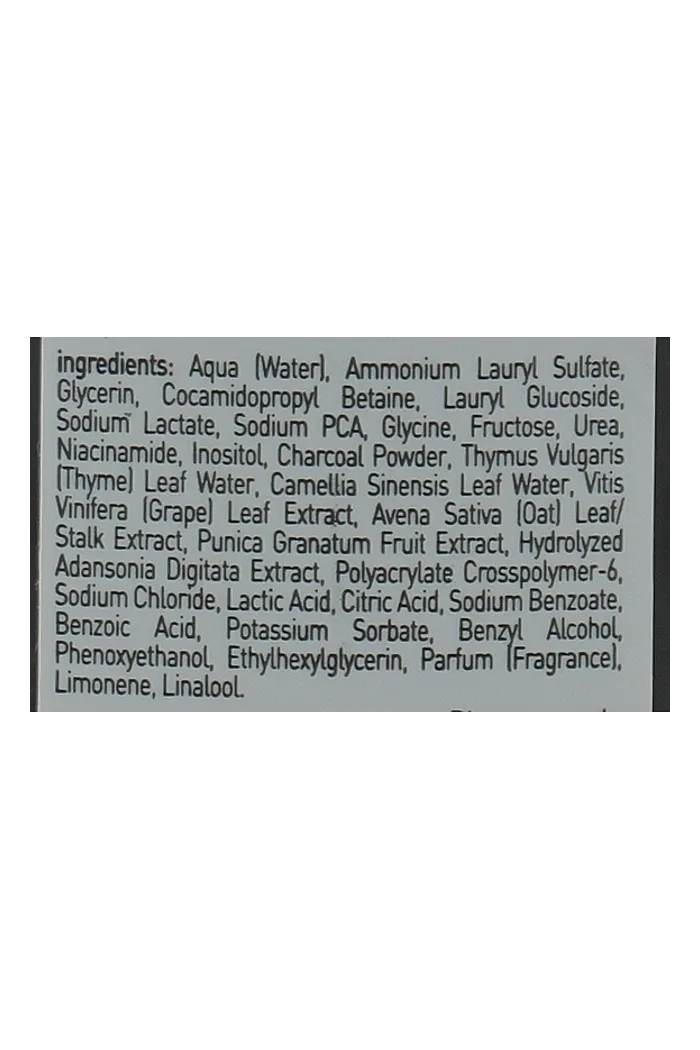 ingredients: Aqua (Water), Ammonium Lauryl Sulfate,
Glycerin, Cocamidopropyl Betaine, Lauryl Glucoside,
Sodium Lactate, Sodium PCA, Glycine, Fructose, Urea,
Niacinamide, Inositol, Charcoal Powder, Thymus Vulgaris
(Thyme) Leaf Water, Camellia Sinensis Leaf Water, Vitis
Vinifera (Grape) Leaf Extract, Avena Sativa (Oat) Leaf/
Stalk Extract, Punica Granatum Fruit Extract, Hydrolyzed
Adansonia Digitata Extract, Polyacrylate Crosspolymer-6,
Sodium Chloride, Lactic Acid, Citric Acid, Sodium Benzoate,
Benzoic Acid, Potassium Sorbate, Benzyl Alcohol,
Phenoxyethanol, Ethylhexylglycerin, Parfum (Fragrance),
Limonene, Linalool.